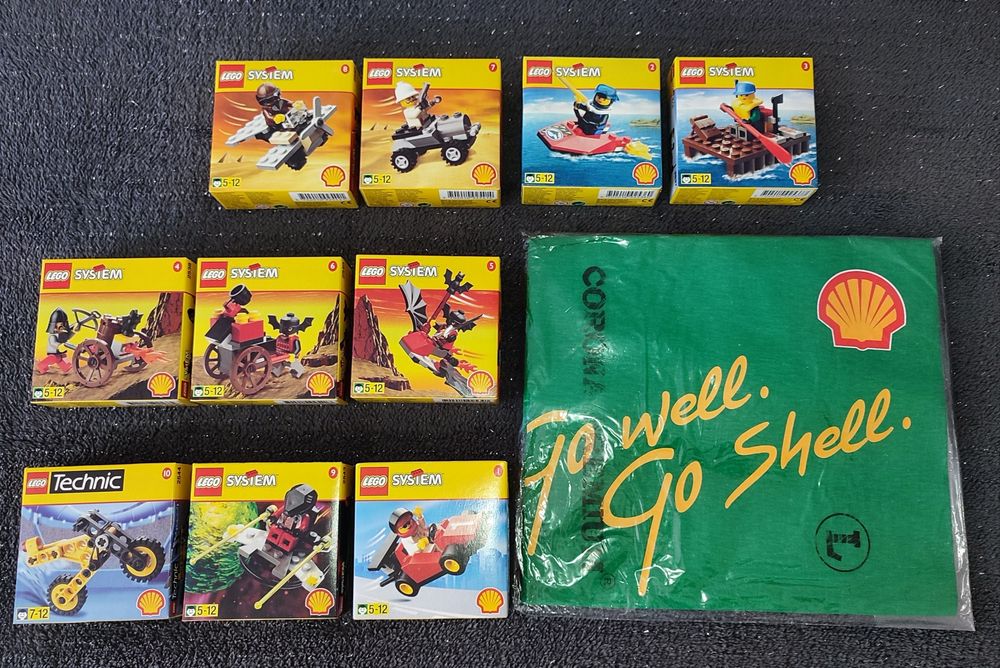 LEGO SYSTEM 8
5-12
LEGO SYSTEM 7
5-12
LEGO SYSTEM 2
5-12
LEGO SYSTEM 3
5-12
LEGO SYSTEM 4
5-12
LEGO SYSTEM 6
5-12
LEGO SYSTEM 5
5-12
LEGO Technic 10
2544
Technic
7-12
LEGO SYSTEM 9
5-12
LEGO SYSTEM 1
5-12
Go well.
Go Shell.